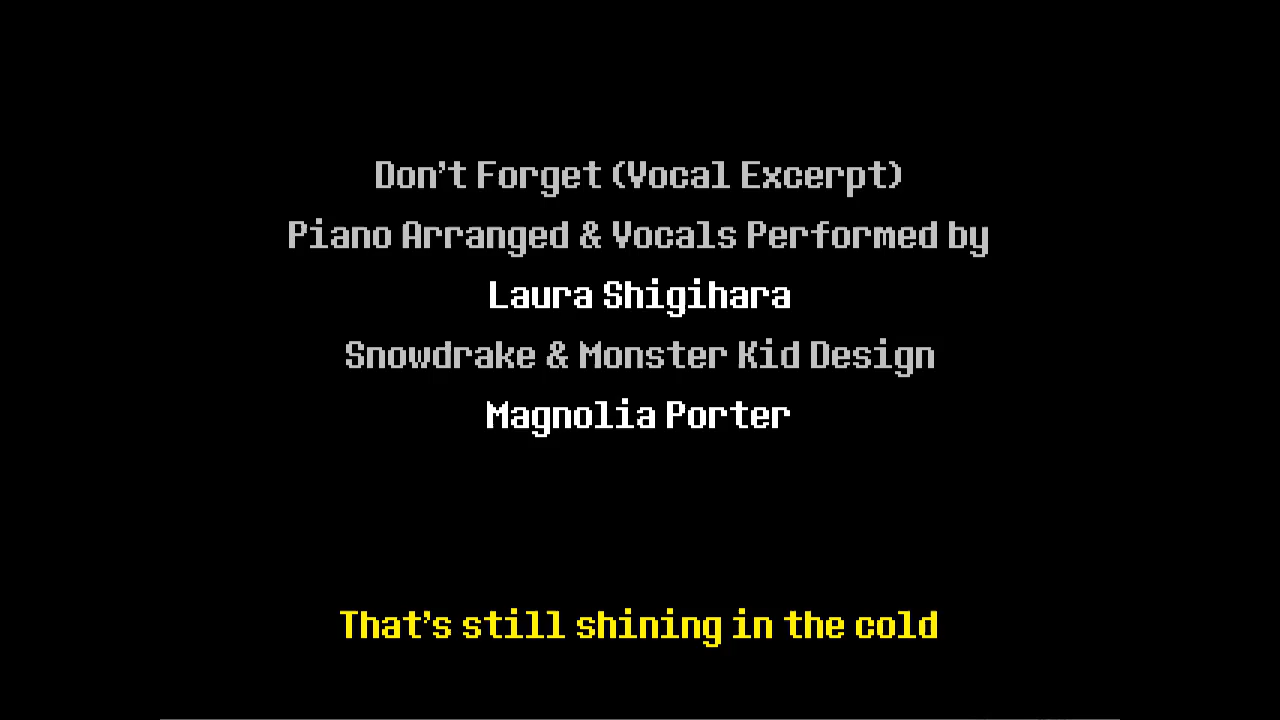 Don't Forget (Vocal Excerpt)
Piano Arranged & Vocals Performed by
Laura Shigihara
Snowdrake & Monster Kid Design
Magnolia Porter
That's still shining in the cold